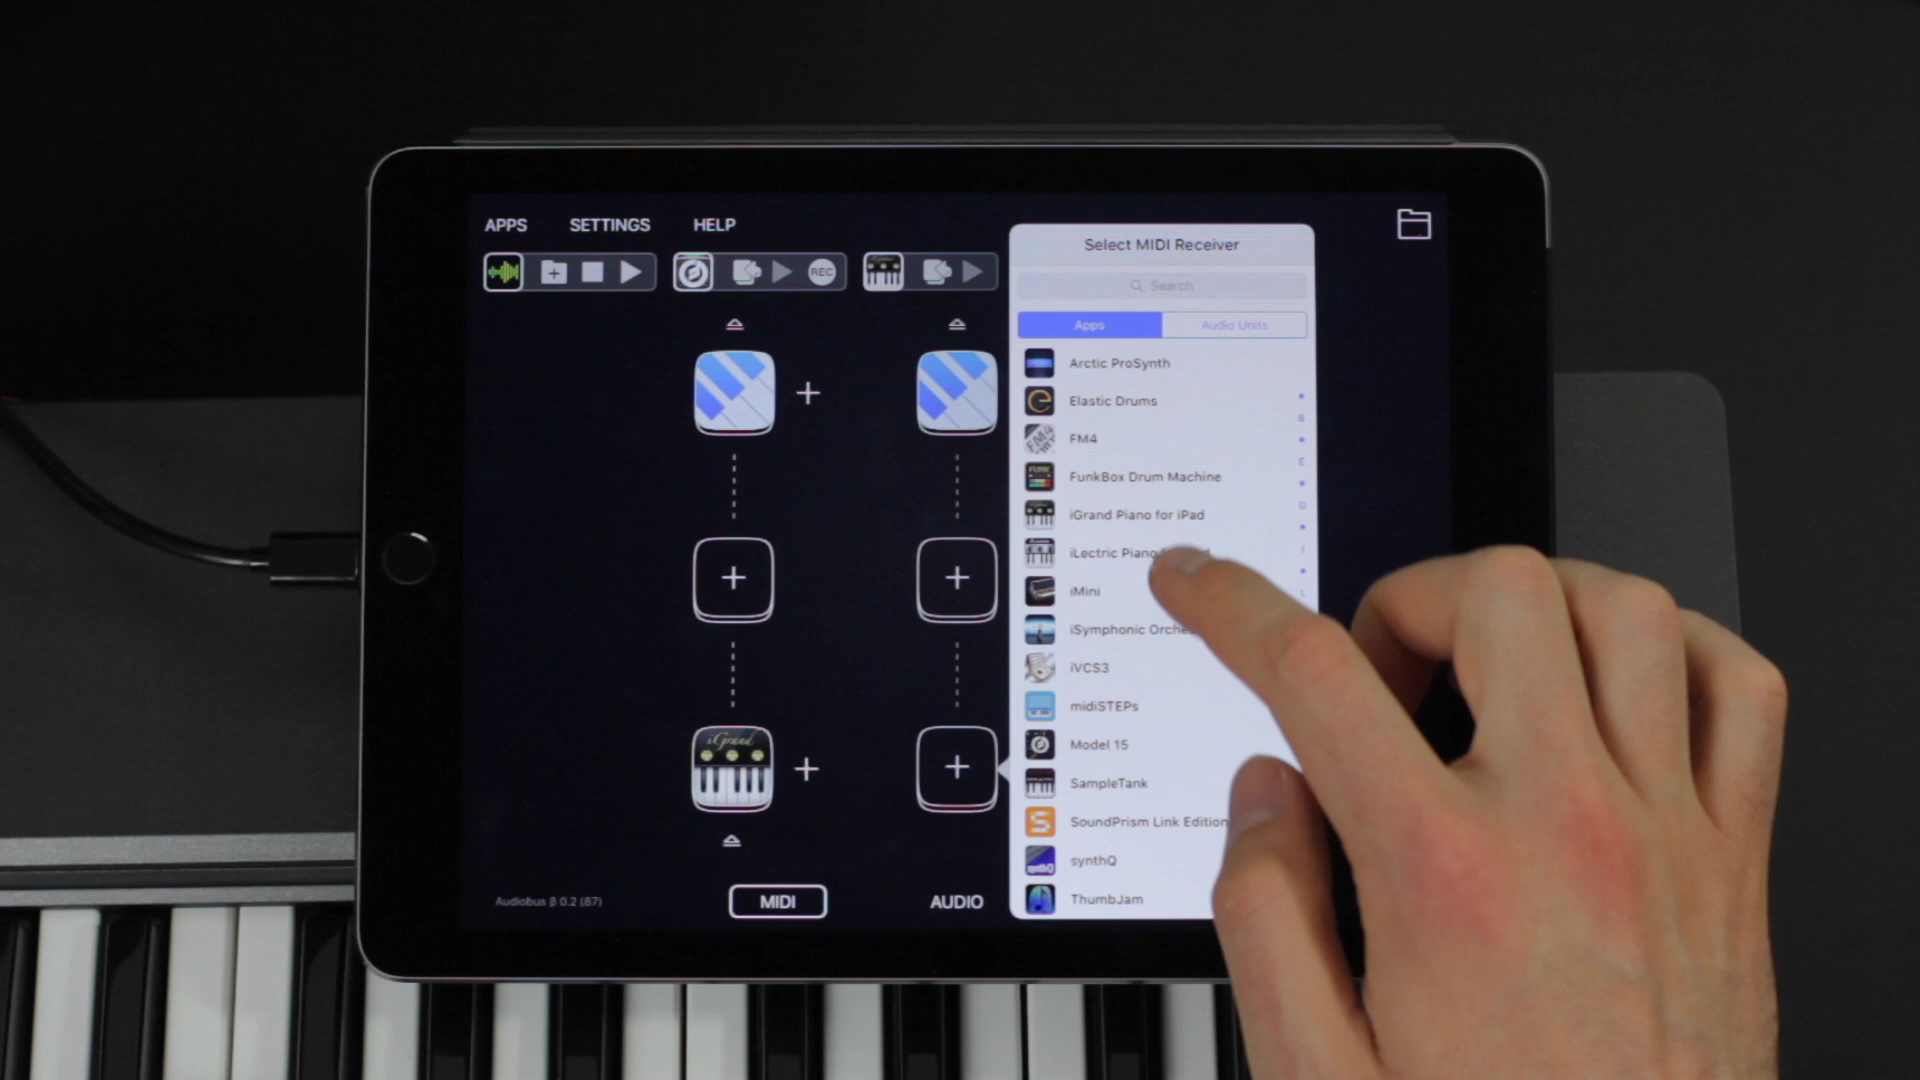 APPS SETTINGS HELP
REC
Select MIDI Receiver
Search
Apps Audio Units
Arctic ProSynth
Elastic Drums
FM4
FunkBox Drum Machine
iGrand Piano for iPad
iLectric Piano
iMini
iSymphonic
iVCS3
midiSTEPs
Model 15
SampleTank
SoundPrism Link Edition
synthQ
ThumbJam
iGrand
Audiobus β 0.2 (87)
MIDI
AUDIO